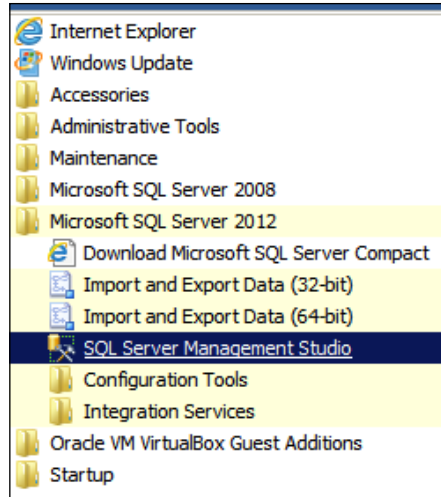 Internet Explorer
Windows Update
Accessories
Administrative Tools
Maintenance
Microsoft SQL Server 2008
Microsoft SQL Server 2012
Download Microsoft SQL Server Compact
Import and Export Data (32-bit)
Import and Export Data (64-bit)
SQL Server Management Studio
Configuration Tools
Integration Services
Oracle VM VirtualBox Guest Additions
Startup